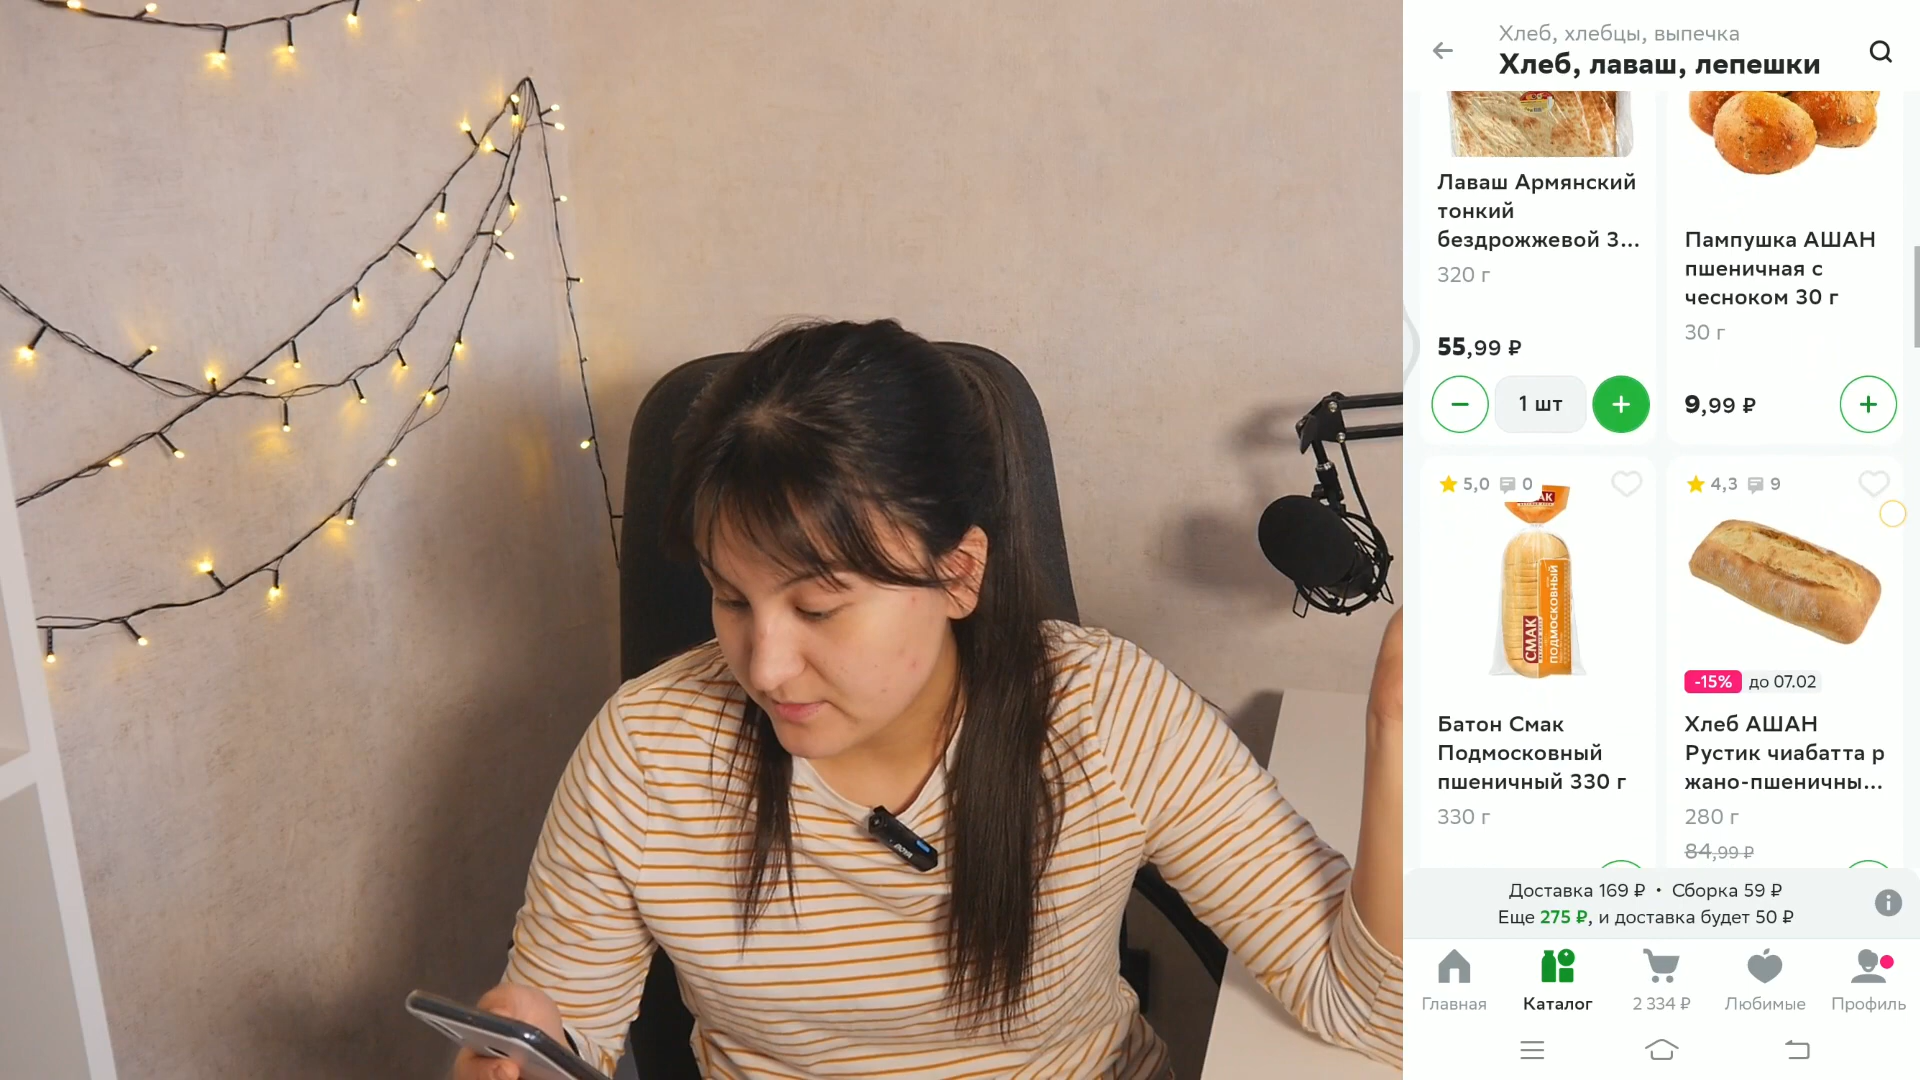 Хлеб, хлебцы, выпечка
Хлеб, лаваш, лепешки
Лаваш Армянский
тонкий
бездрожжевой 3...
320 г
55,99 ₽
1 шт
Пампушка АШАН
пшеничная с
чесноком 30 г
30 г
9,99 ₽
5,0 0
СМАК
ПОДМОСКОВНЫЙ
Батон Смак
Подмосковный
пшеничный 330 г
330 г
4,3 9
-15% до 07.02
Хлеб АШАН
Рустик чиабатта р
жано-пшеничны...
280 г
84,99 ₽
Доставка 169 ₽ • Сборка 59 ₽
Еще 275 ₽, и доставка будет 50 ₽
Главная
Каталог
2 334 ₽
Любимые
Профиль